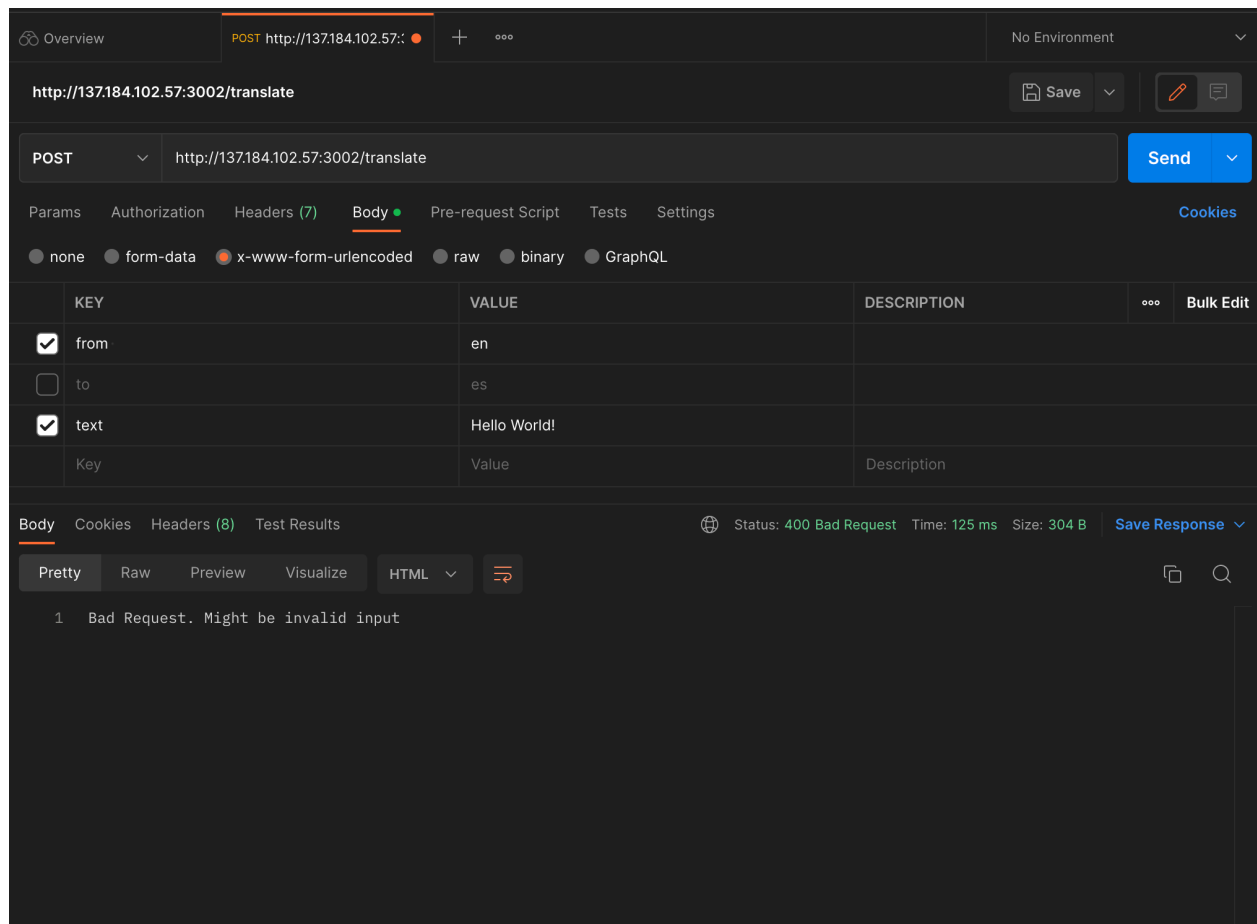 Overview
POST http://137.184.102.57:3
No Environment
http://137.184.102.57:3002/translate
Save
POST
http://137.184.102.57:3002/translate
Send
Params Authorization Headers (7) Body Pre-request Script Tests Settings Cookies
none form-data x-www-form-urlencoded raw binary GraphQL
KEY VALUE DESCRIPTION Bulk Edit
from en
to es
text Hello World!
Key Value Description
Body Cookies Headers (8) Test Results Status: 400 Bad Request Time: 125 ms Size: 304 B Save Response
Pretty Raw Preview Visualize HTML
1 Bad Request. Might be invalid input